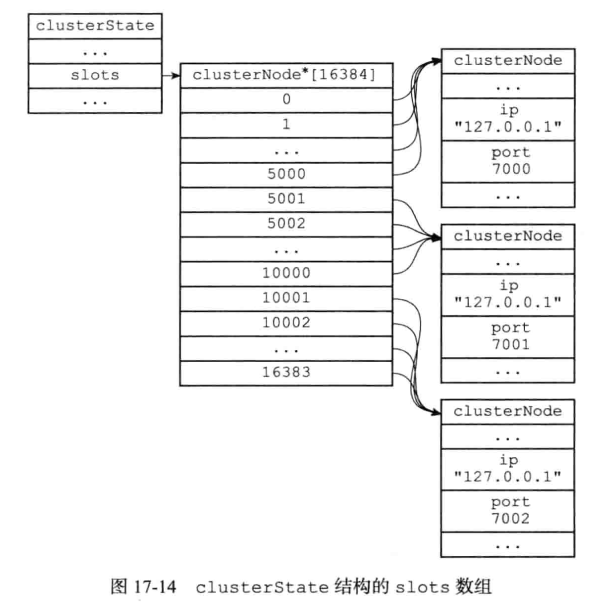 clusterState
...
slots
...
clusterNode*[16384]
0
1
...
5000
5001
5002
...
10000
10001
10002
...
16383
clusterNode
...
ip
"127.0.0.1"
port
7000
...
clusterNode
...
ip
"127.0.0.1"
port
7001
...
clusterNode
...
ip
"127.0.0.1"
port
7002
...
图 17-14 clusterState 结构的 slots 数组